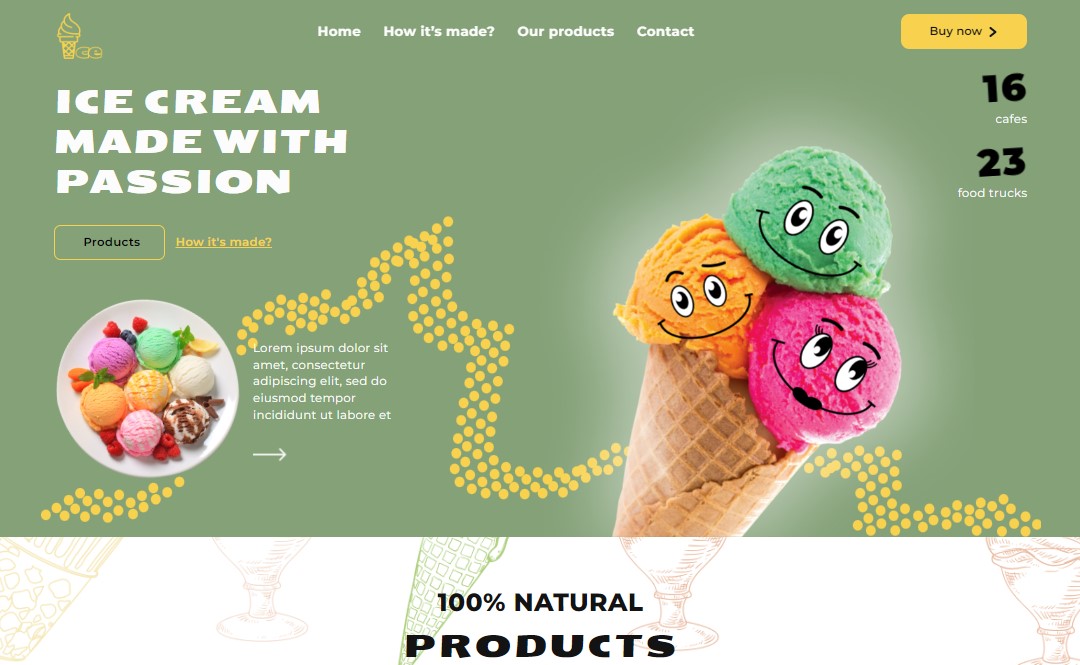 ce
Home How it's made? Our products Contact
Buy now
ICE CREAM
MADE WITH
PASSION
16
cafes
23
food trucks
Products How it's made?
Lorem ipsum dolor sit
amet, consectetur
adipiscing elit, sed do
eiusmod tempor
incididunt ut labore et
100% NATURAL
PRODUCTS